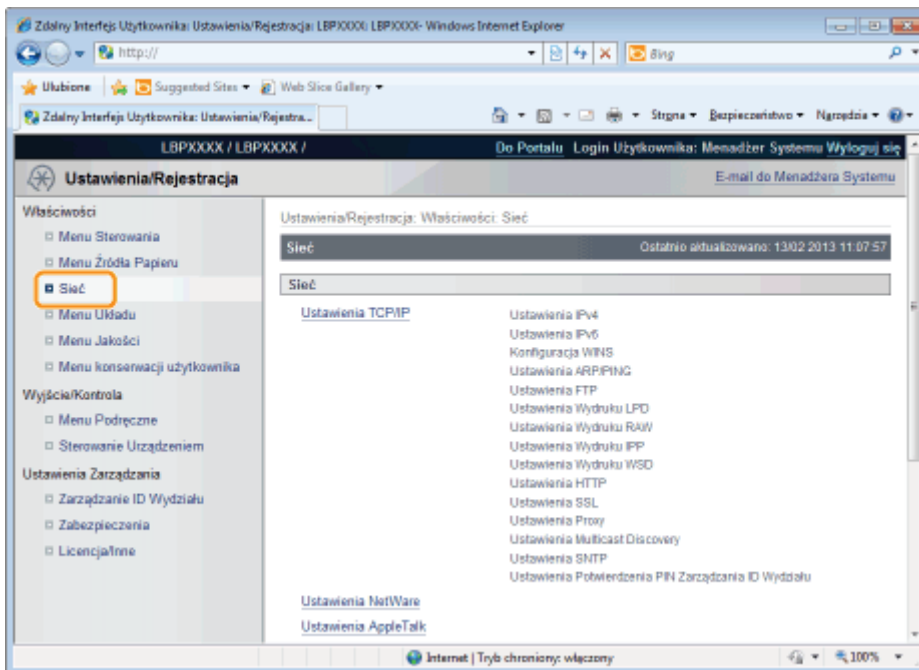 Zdalny Interfejs Użytkownika: Ustawienia/Rejestracja: LBPXXXX: LBPXXXX- Windows Internet Explorer
http://
Bing
Ulubione
Suggested Sites
Web Slice Gallery
Zdalny Interfejs Użytkownika: Ustawienia/Rejestra...
Strona
Bezpieczeństwo
Narzędzia
LBPXXXX / LBPXXXX /
Do Portalu Login Użytkownika: Menadżer Systemu Wyloguj się
Ustawienia/Rejestracja
E-mail do Menadżera Systemu
Właściwości
Menu Sterowania
Menu Źródła Papieru
Sieć
Menu Układu
Menu Jakości
Menu konserwacji użytkownika
Wyjście/Kontrola
Menu Podręczne
Sterowanie Urządzeniem
Ustawienia Zarządzania
Zarządzanie ID Wydziału
Zabezpieczenia
Licencja/Inne
Ustawienia/Rejestracja: Właściwości: Sieć
Sieć
Ostatnio aktualizowano: 13/02 2013 11:07:57
Sieć
Ustawienia TCP/IP
Ustawienia IPv4
Ustawienia IPv6
Konfiguracja WINS
Ustawienia ARP/PING
Ustawienia FTP
Ustawienia Wydruku LPD
Ustawienia Wydruku RAW
Ustawienia Wydruku IPP
Ustawienia Wydruku WSD
Ustawienia HTTP
Ustawienia SSL
Ustawienia Proxy
Ustawienia Multicast Discovery
Ustawienia SNTP
Ustawienia Potwierdzenia PIN Zarządzania ID Wydziału
Ustawienia NetWare
Ustawienia AppleTalk
Internet | Tryb chroniony: włączony
100%